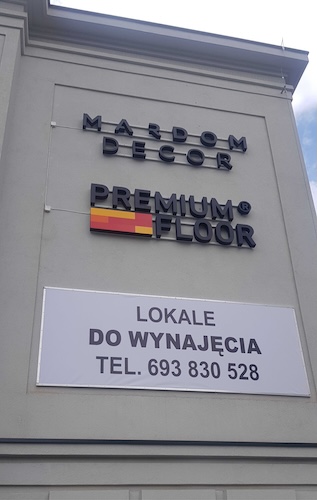 MARDOM
DECOR
PREMIUM®
FLOOR
LOKALE
DO WYNAJĘCIA
TEL. 693 830 528